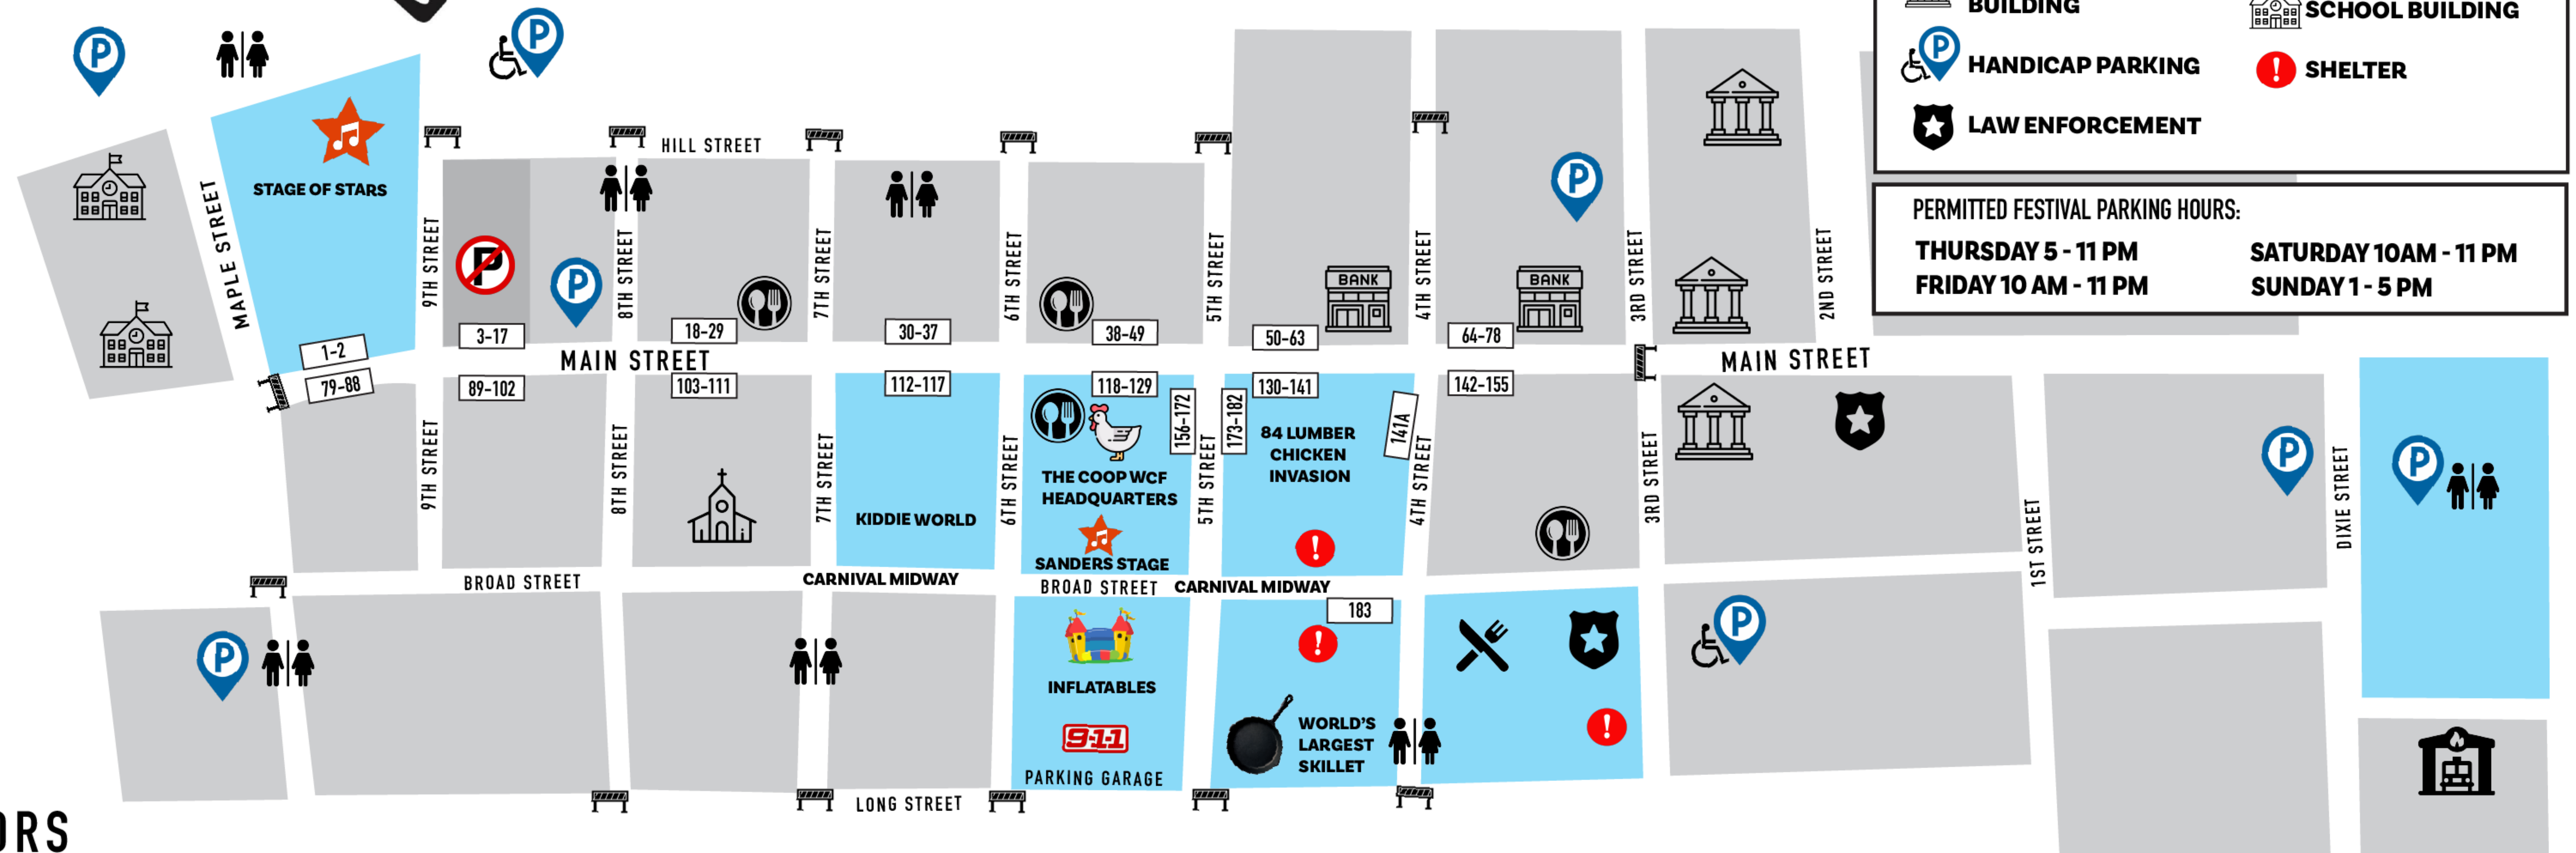 BUILDING
SCHOOL BUILDING
P
HANDICAP PARKING
!
SHELTER
LAW ENFORCEMENT
PERMITTED FESTIVAL PARKING HOURS:
THURSDAY 5 - 11 PM
SATURDAY 10AM - 11 PM
FRIDAY 10 AM - 11 PM
SUNDAY 1 - 5 PM
P
P
STAGE OF STARS
HILL STREET
P
MAPLE STREET
9TH STREET
P
P
8TH STREET
7TH STREET
6TH STREET
5TH STREET
BANK
4TH STREET
BANK
3RD STREET
2ND STREET
1-2
3-17
18-29
30-37
38-49
50-63
64-78
MAIN STREET
MAIN STREET
79-88
89-102
103-111
112-117
118-129
130-141
142-155
156-172
173-182
141A
9TH STREET
8TH STREET
7TH STREET
KIDDIE WORLD
6TH STREET
THE COOP WCF
HEADQUARTERS
SANDERS STAGE
5TH STREET
84 LUMBER
CHICKEN
INVASION
!
4TH STREET
3RD STREET
1ST STREET
P
DIXIE STREET
P
BROAD STREET
CARNIVAL MIDWAY
BROAD STREET
CARNIVAL MIDWAY
183
P
INFLATABLES
911
PARKING GARAGE
!
WORLD'S
LARGEST
SKILLET
!
P
LONG STREET
ORS